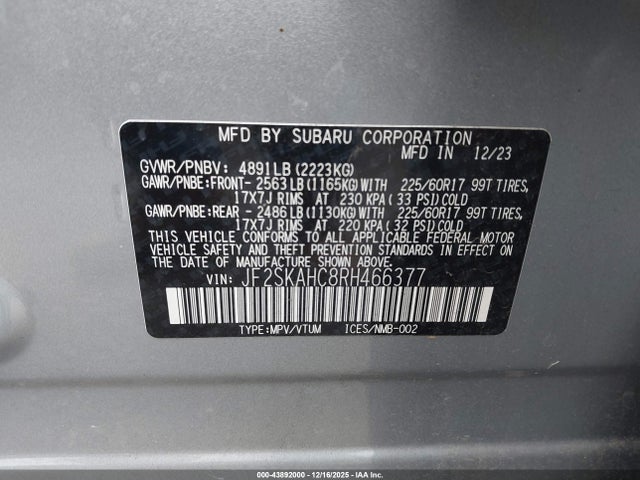 MFD BY SUBARU CORPORATION
MFD IN 12/23
GVWR/PNBV: 4891LB(2223KG)
GAWR/PNBE:FRONT- 2563LB(1165KG)WITH 225/60R17 99T TIRES,
17X7J RIMS AT 230 KPA(33 PSI)COLD
GAWR/PNBE:REAR - 2486LB(1130KG)WITH 225/60R17 99T TIRES,
17X7J RIMS AT 220 KPA(32 PSI)COLD
THIS VEHICLE CONFORMS TO ALL APPLICABLE FEDERAL MOTOR
VEHICLE SAFETY AND THEFT PREVENTION STANDARDS IN EFFECT ON
THE DATE OF MANUFACTURE SHOWN ABOVE.
VIN: JF2SKAHC8RH466377
TYPE:MPV/VTUM ICES/NMB-002
000-43892000 - 12/16/2025 - IAA Inc.